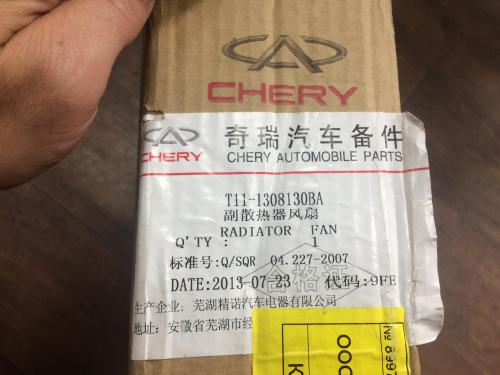 CHERY
CHERY
奇瑞汽车备件
CHERY AUTOMOBILE PARTS
T11-1308130BA
副散热器风扇
RADIATOR FAN
Q'TY : 1
标准号:Q/SQR 04.227-2007
合格证
DATE:2013-07-23 代码:9FE
生产企业: 芜湖精诺汽车电器有限公司
地址: 安徽省芜湖市经
000
K